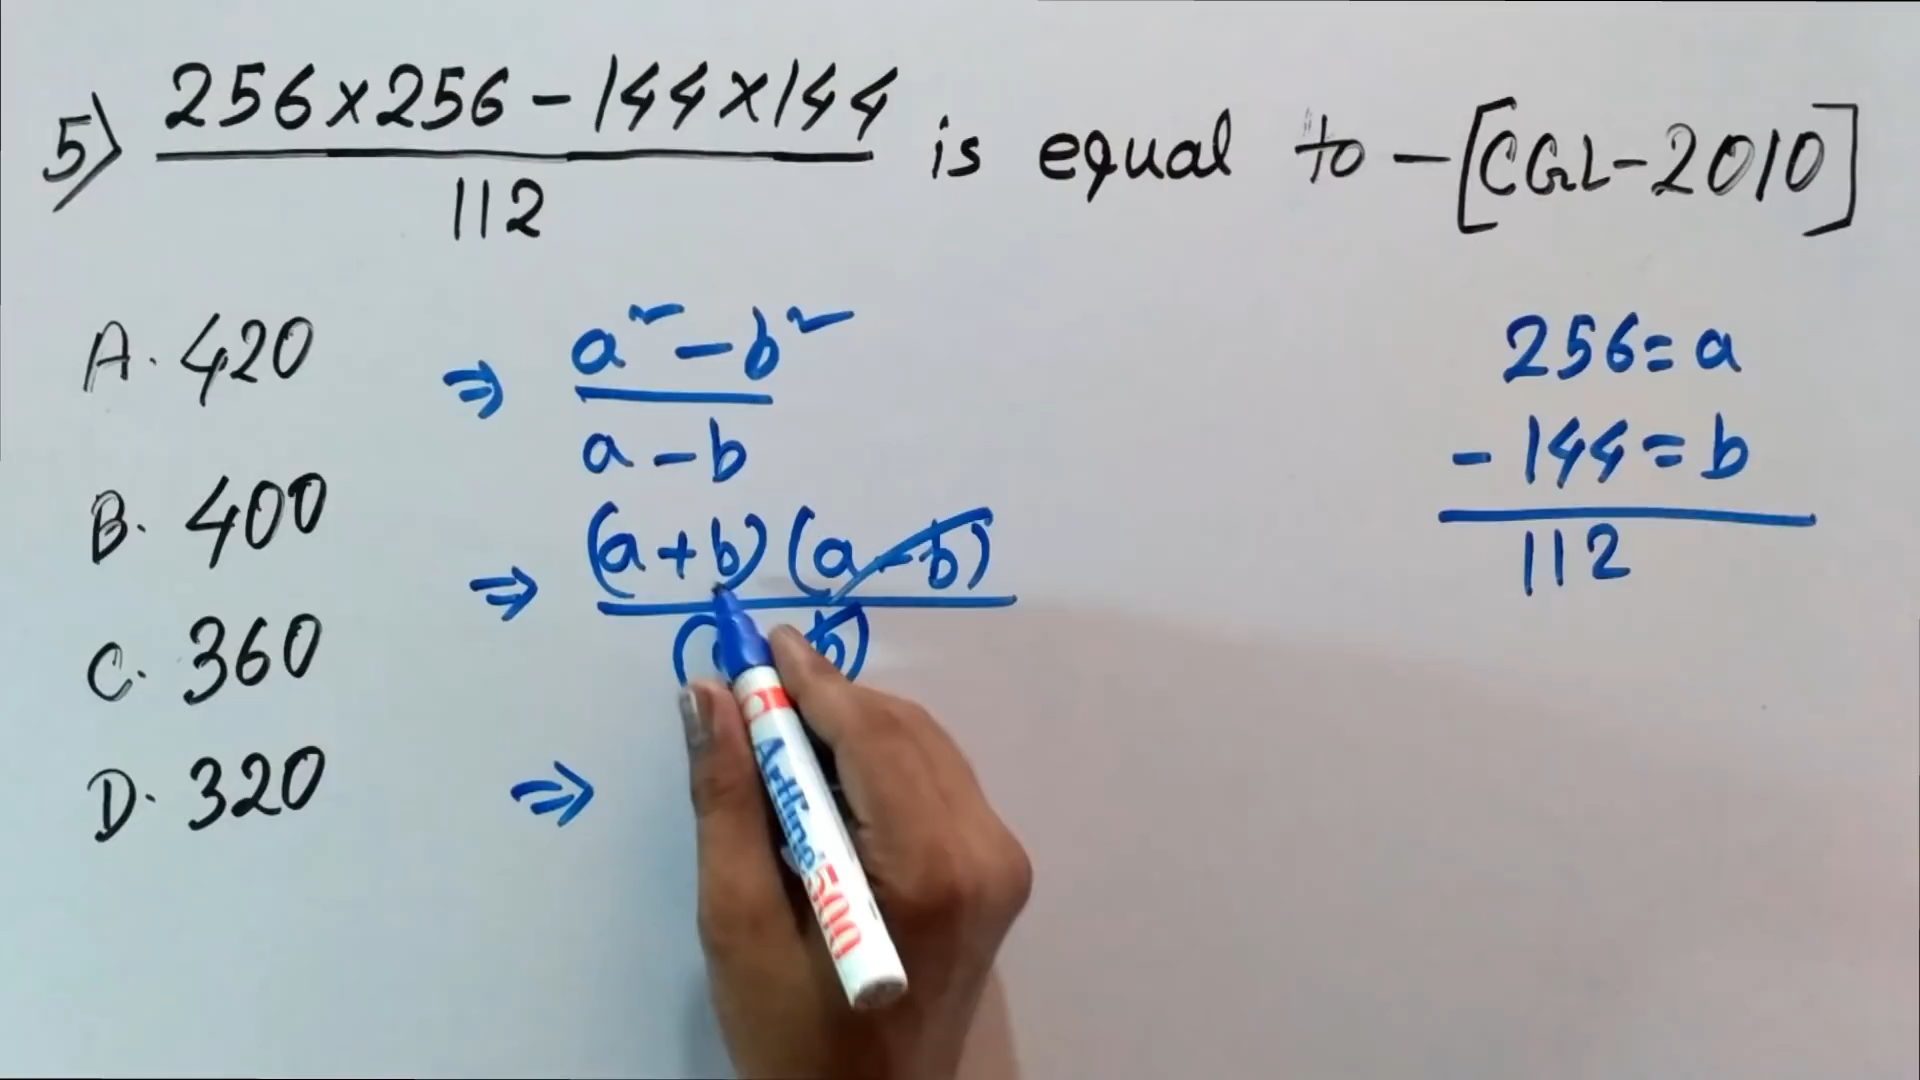 5) 256×256-144×144 / 112 is equal to - [CGL-2010]
A. 420
B. 400
C. 360
D. 320
⇒ a² - b² / a - b
⇒ (a+b) (a-b) / ( b)
⇒
256=a
- 144=b
112
Artline 500